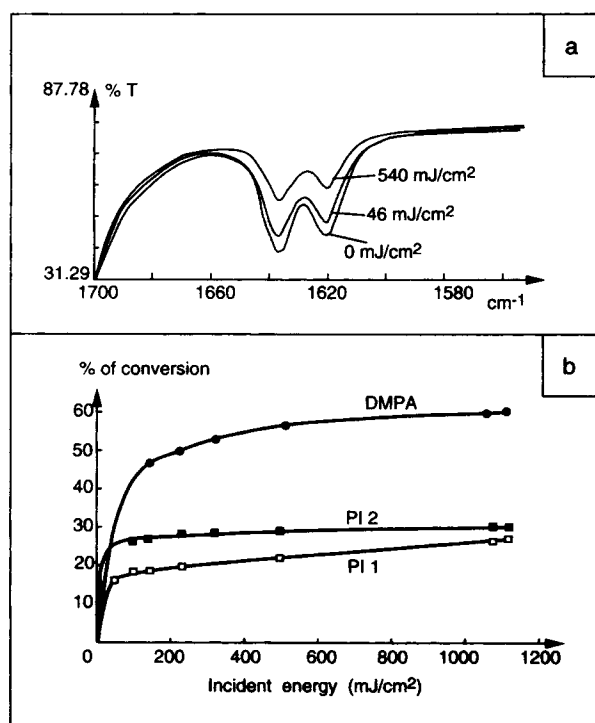 a
87.78 % T
540 mJ/cm²
46 mJ/cm²
0 mJ/cm²
31.29
1700 1660 1620 1580 cm⁻¹
b
% of conversion
60
50
40
30
20
10
DMPA
PI 2
PI 1
0 200 400 600 800 1000 1200
Incident energy (mJ/cm²)